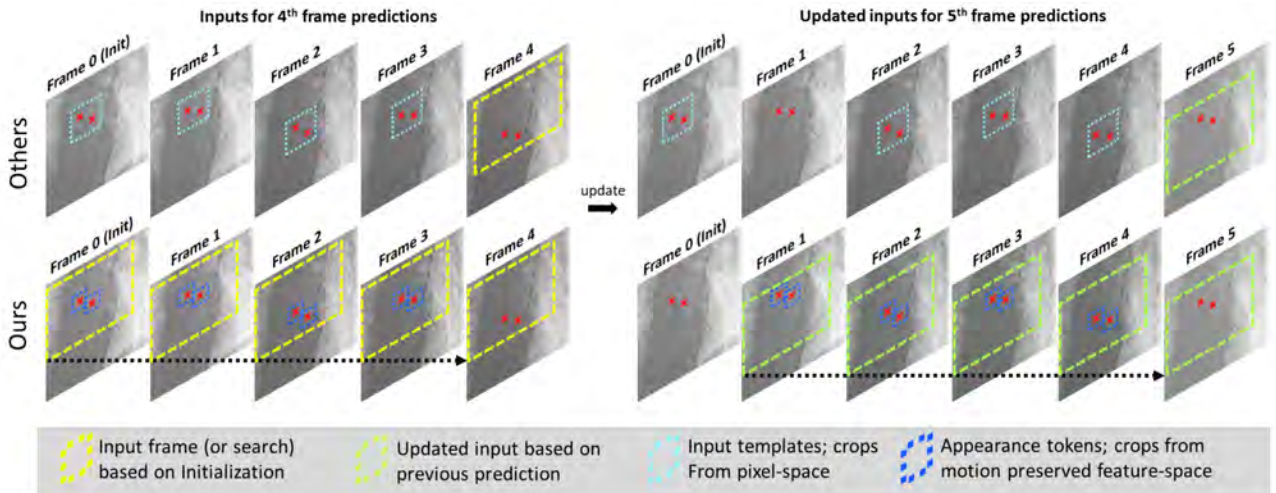 Inputs for 4th frame predictions
Updated inputs for 5th frame predictions
Others
Frame 0 (Init)
Frame 1
Frame 2
Frame 3
Frame 4
update
Frame 0 (Init)
Frame 1
Frame 2
Frame 3
Frame 4
Frame 5
Ours
Frame 0 (Init)
Frame 1
Frame 2
Frame 3
Frame 4
Frame 0 (Init)
Frame 1
Frame 2
Frame 3
Frame 4
Frame 5
Input frame (or search)
based on Initialization
Updated input based on
previous prediction
Input templates; crops
From pixel-space
Appearance tokens; crops from
motion preserved feature-space